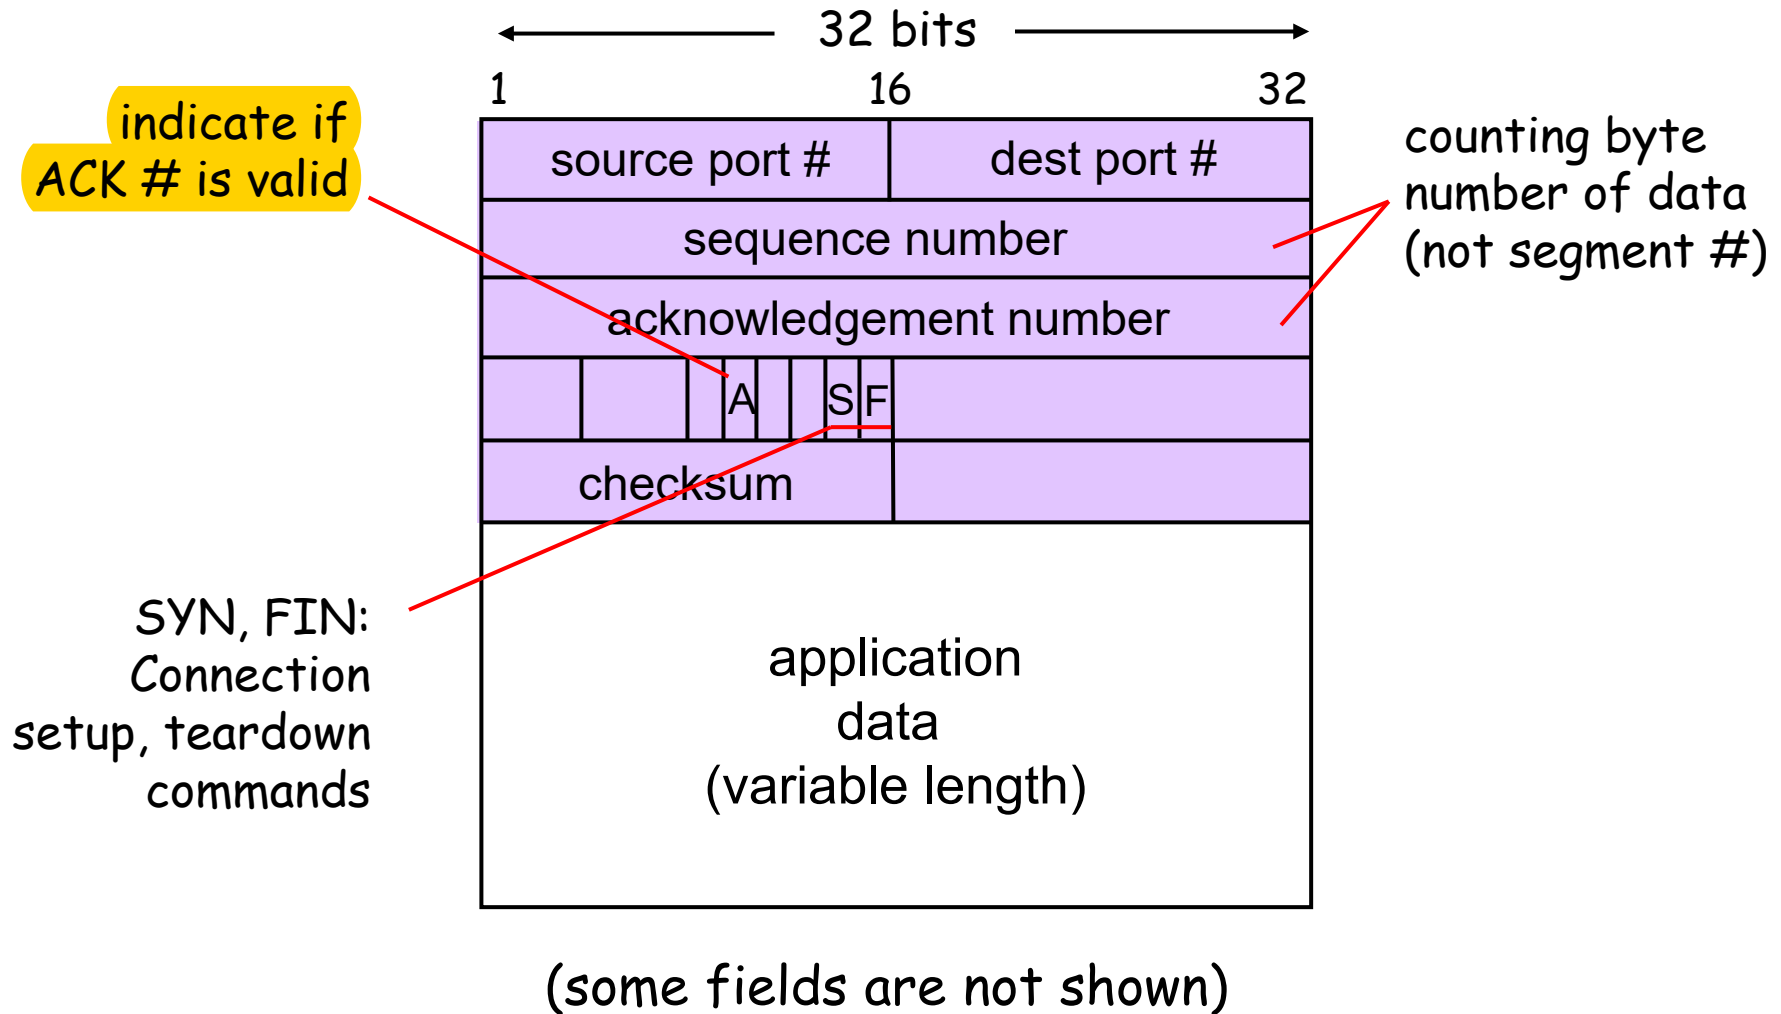 32 bits
1 16 32
indicate if
ACK # is valid
source port # dest port #
counting byte
number of data
(not segment #)
sequence number
acknowledgement number
A S F
checksum
SYN, FIN:
Connection
setup, teardown
commands
application
data
(variable length)
(some fields are not shown)